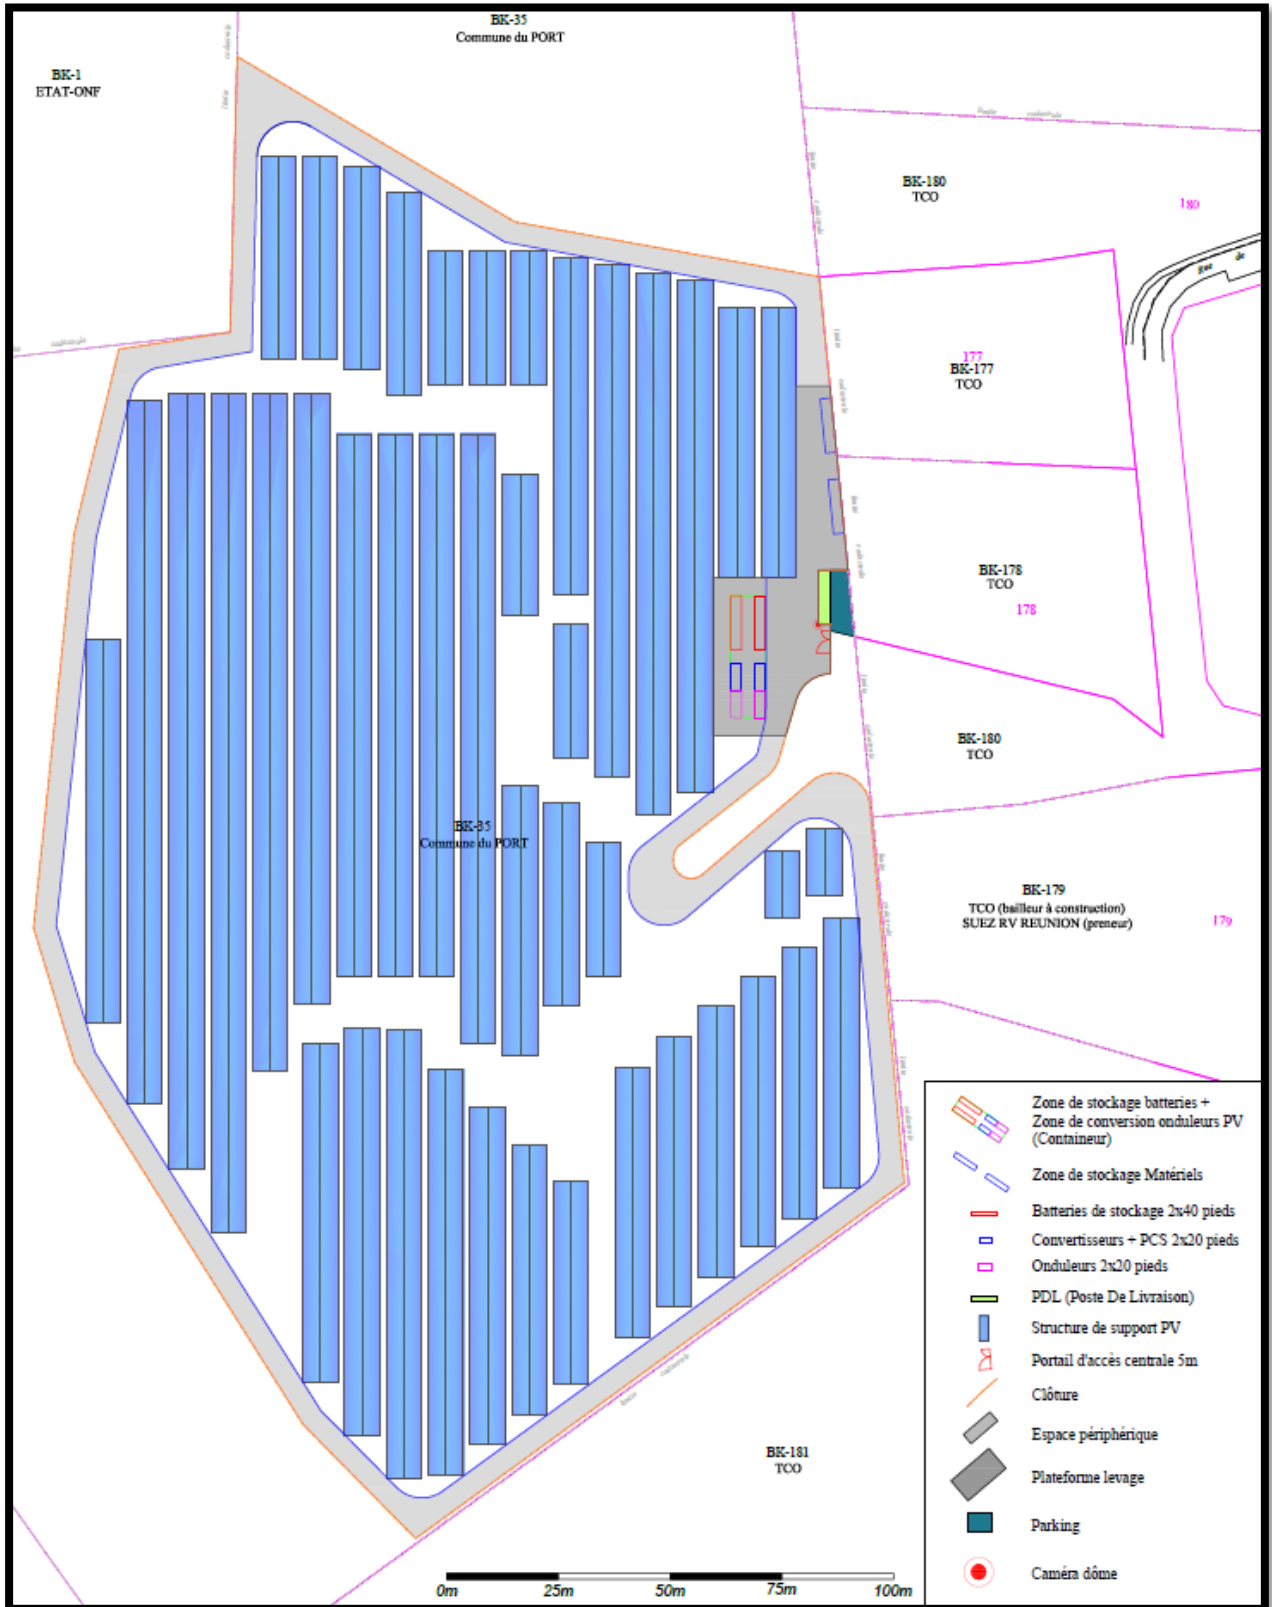 BK-35
Commune du PORT
BK-1
ETAT-ONF
BK-180
TCO
180
gue de
177
BK-177
TCO
BK-178
TCO
178
BK-180
TCO
BK-35
Commune du PORT
BK-179
TCO (bailleur à construction)
SUEZ RV REUNION (preneur)
179
BK-181
TCO
Zone de stockage batteries +
Zone de conversion onduleurs PV
(Containeur)
Zone de stockage Matériels
Batteries de stockage 2x40 pieds
Convertisseurs + PCS 2x20 pieds
Onduleurs 2x20 pieds
PDL (Poste De Livraison)
Structure de support PV
Portail d'accès centrale 5m
Clôture
Espace périphérique
Plateforme levage
Parking
Caméra dôme
0m 25m 50m 75m 100m